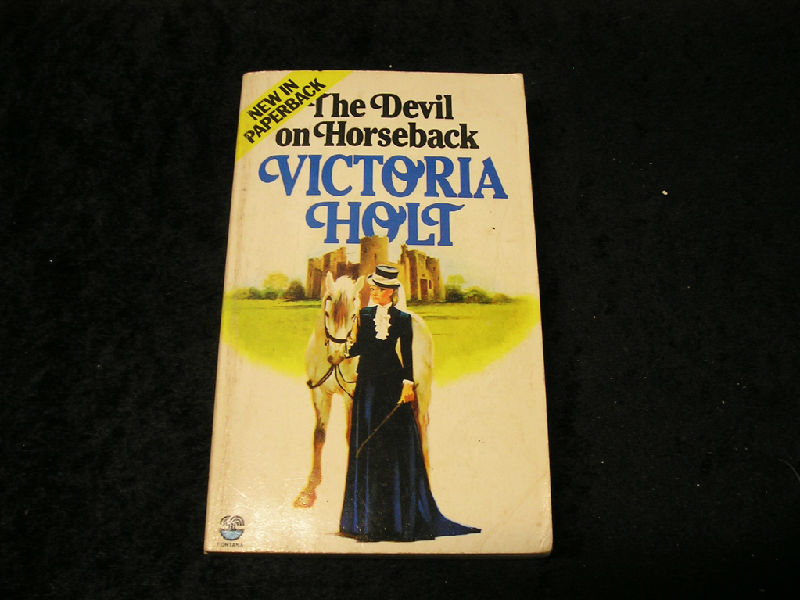 NEW IN
PAPERBACK
The Devil
on Horseback
VICTORIA
HOLT
FONTANA